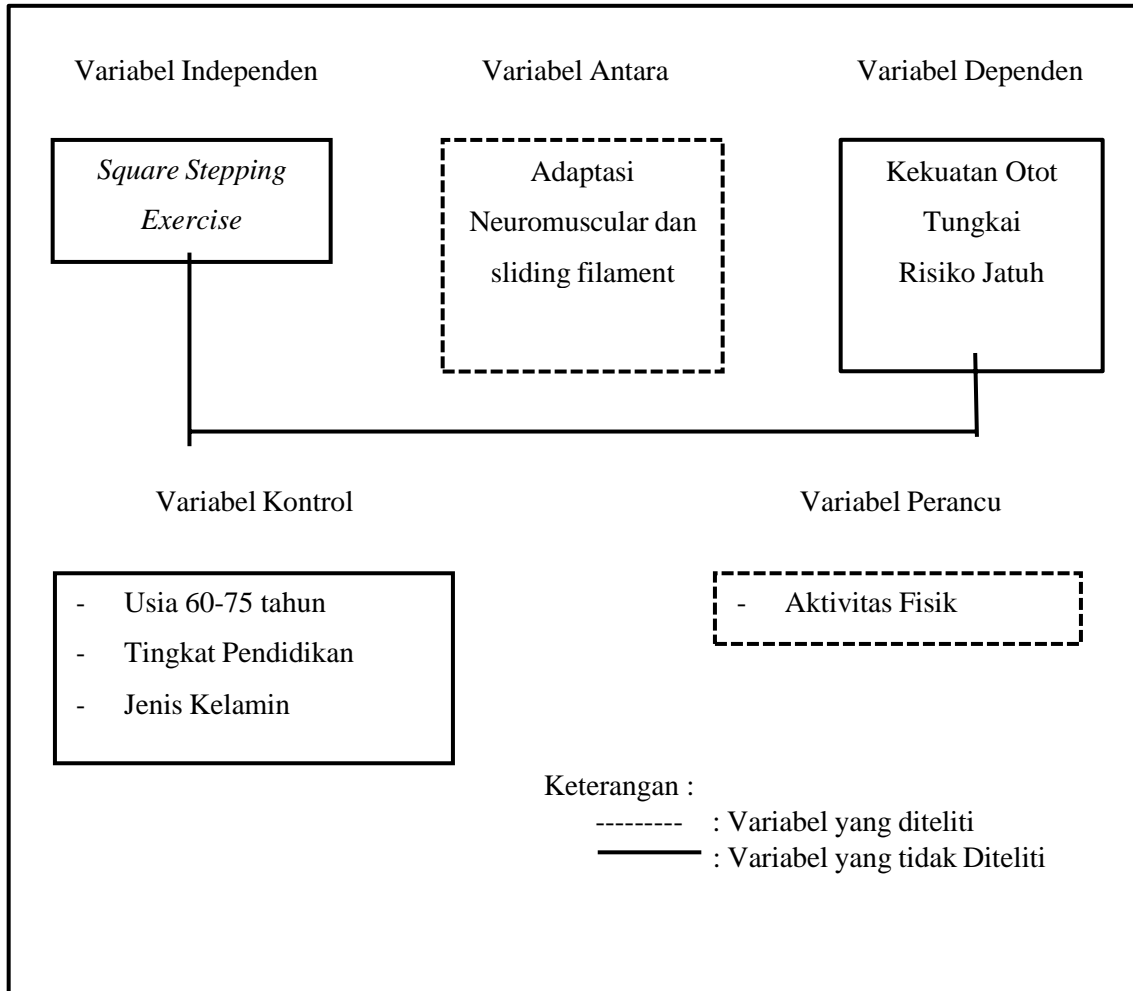 Variabel Independen
Variabel Antara
Variabel Dependen
Square Stepping
Exercise
Adaptasi
Neuromuscular dan
sliding filament
Kekuatan Otot
Tungkai
Risiko Jatuh
Variabel Kontrol
Variabel Perancu
- Usia 60-75 tahun
- Tingkat Pendidikan
- Jenis Kelamin
- Aktivitas Fisik
Keterangan :
--------- : Variabel yang diteliti
: Variabel yang tidak Diteliti